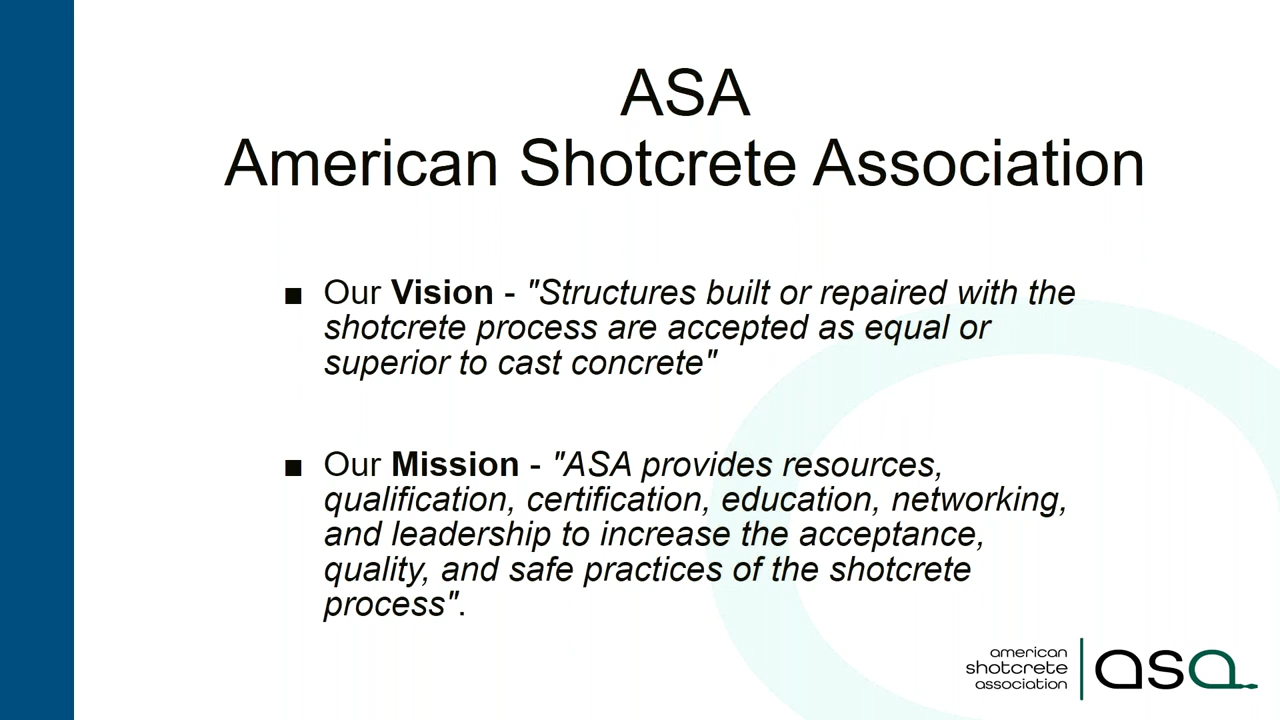 ASA
American Shotcrete Association
■ Our Vision - "Structures built or repaired with the
shotcrete process are accepted as equal or
superior to cast concrete"
■ Our Mission - "ASA provides resources,
qualification, certification, education, networking,
and leadership to increase the acceptance,
quality, and safe practices of the shotcrete
process".
american
shotcrete
association
asa